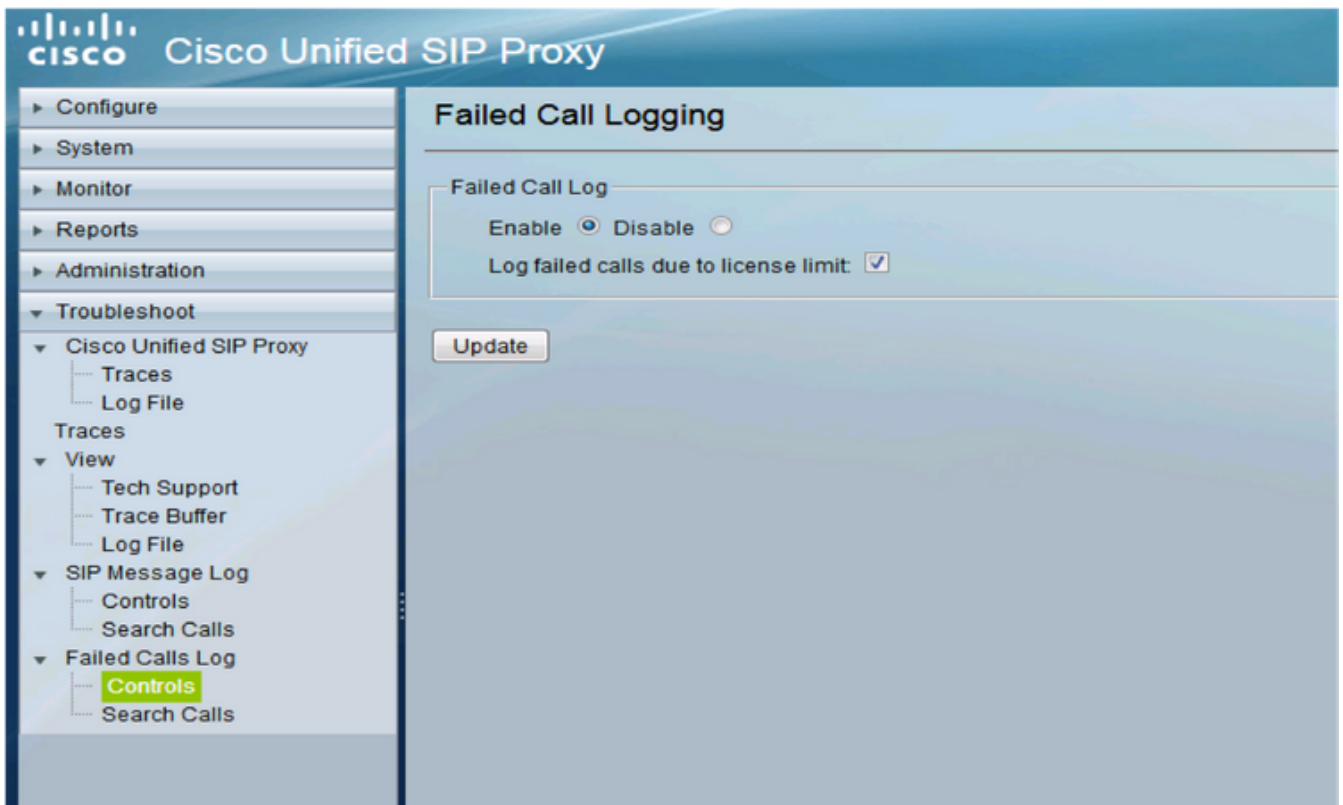 CISCO Cisco Unified SIP Proxy
Configure
System
Monitor
Reports
Administration
Troubleshoot
Cisco Unified SIP Proxy
Traces
Log File
Traces
View
Tech Support
Trace Buffer
Log File
SIP Message Log
Controls
Search Calls
Failed Calls Log
Controls
Search Calls
Failed Call Logging
Failed Call Log
Enable Disable
Log failed calls due to license limit:
Update